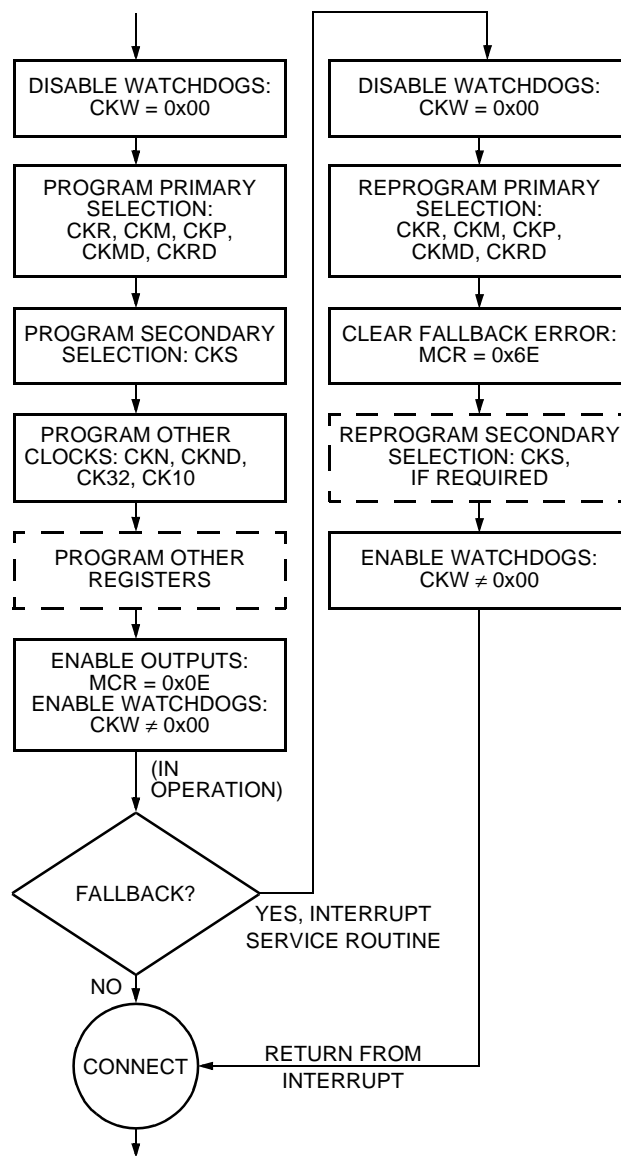 DISABLE WATCHDOGS:
CKW = 0x00
PROGRAM PRIMARY
SELECTION:
CKR, CKM, CKP,
CKMD, CKRD
PROGRAM SECONDARY
SELECTION: CKS
PROGRAM OTHER
CLOCKS: CKN, CKND,
CK32, CK10
PROGRAM OTHER
REGISTERS
ENABLE OUTPUTS:
MCR = 0x0E
ENABLE WATCHDOGS:
CKW ≠ 0x00
(IN
OPERATION)
FALLBACK?
YES, INTERRUPT
SERVICE ROUTINE
NO
CONNECT
DISABLE WATCHDOGS:
CKW = 0x00
REPROGRAM PRIMARY
SELECTION:
CKR, CKM, CKP,
CKMD, CKRD
CLEAR FALLBACK ERROR:
MCR = 0x6E
REPROGRAM SECONDARY
SELECTION: CKS,
IF REQUIRED
ENABLE WATCHDOGS:
CKW ≠ 0x00
RETURN FROM
INTERRUPT